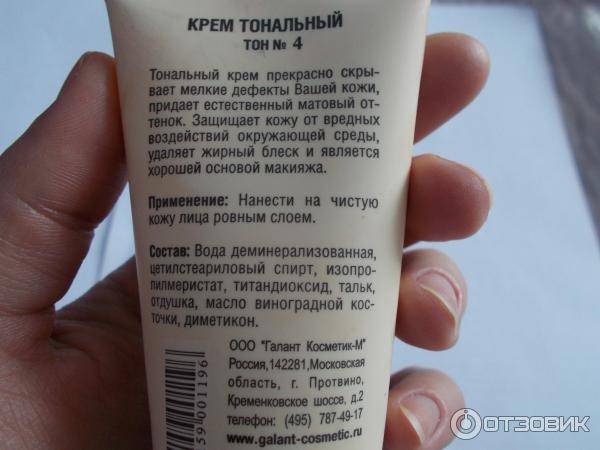 КРЕМ ТОНАЛЬНЫЙ
ТОН № 4
Тональный крем прекрасно скры-
вает мелкие дефекты Вашей кожи,
придает естественный матовый от-
тенок. Защищает кожу от вредных
воздействий окружающей среды,
удаляет жирный блеск и является
хорошей основой макияжа.
Применение: Нанести на чистую
кожу лица ровным слоем.
Состав: Вода деминерализованная,
цетилстеариловый спирт, изопро-
пилмеристат, титандиоксид, тальк,
отдушка, масло виноградной кос-
точки, диметикон.
ООО "Галант Косметик-М"
Россия,142281,Московская
область, г. Протвино,
Кременковское шоссе, д.2
телефон: (495) 787-49-17
www.galant-cosmetic.ru
59001196
ОТЗОВИК